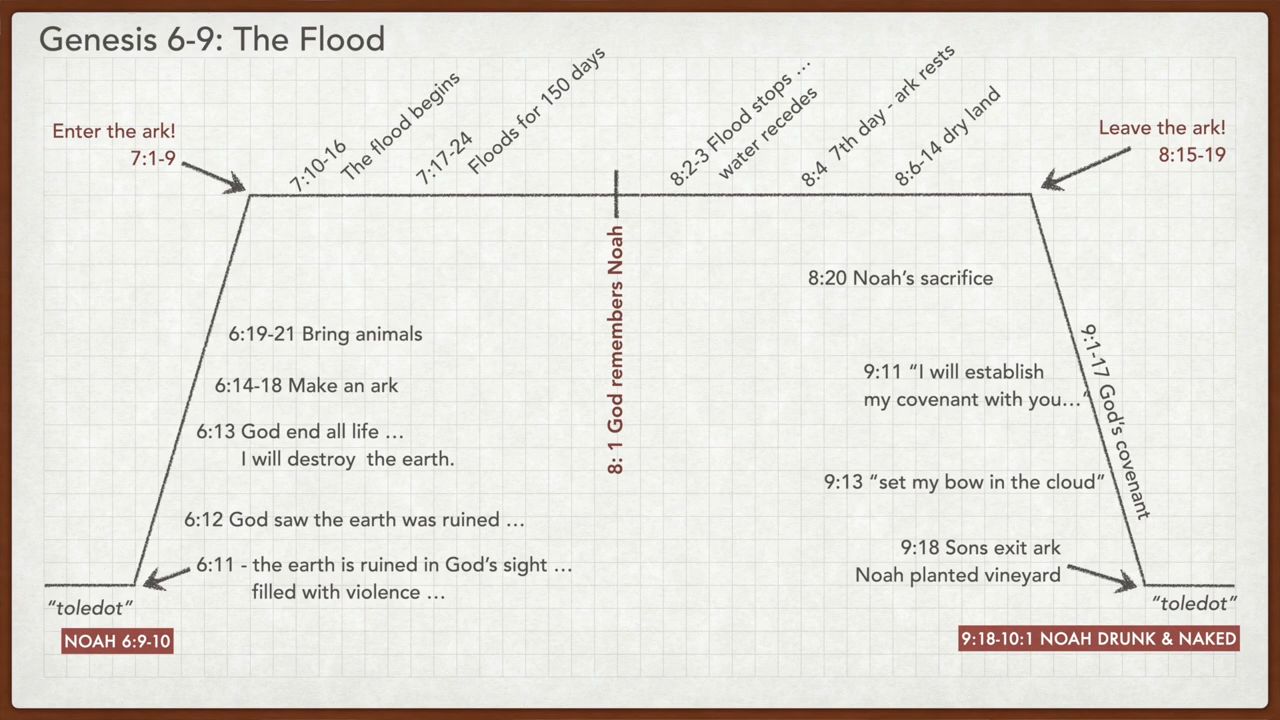 Genesis 6-9: The Flood
Enter the ark!
7:1-9
7:10-16
The flood begins
7:17-24
Floods for 150 days
8:2-3 Flood stops …
water recedes
8:4  7th day - ark rests
8:6-14 dry land
Leave the ark!
8:15-19
8: 1 God remembers Noah
6:19-21 Bring animals
6:14-18 Make an ark
6:13 God end all life …
I will destroy  the earth.
6:12 God saw the earth was ruined …
6:11 - the earth is ruined in God’s sight …
filled with violence …
“toledot”
NOAH 6:9-10
8:20 Noah’s sacrifice
9:11 “I will establish
my covenant with you…”
9:1-17 God’s covenant
9:13 “set my bow in the cloud”
9:18 Sons exit ark
Noah planted vineyard
“toledot”
9:18-10:1 NOAH DRUNK & NAKED